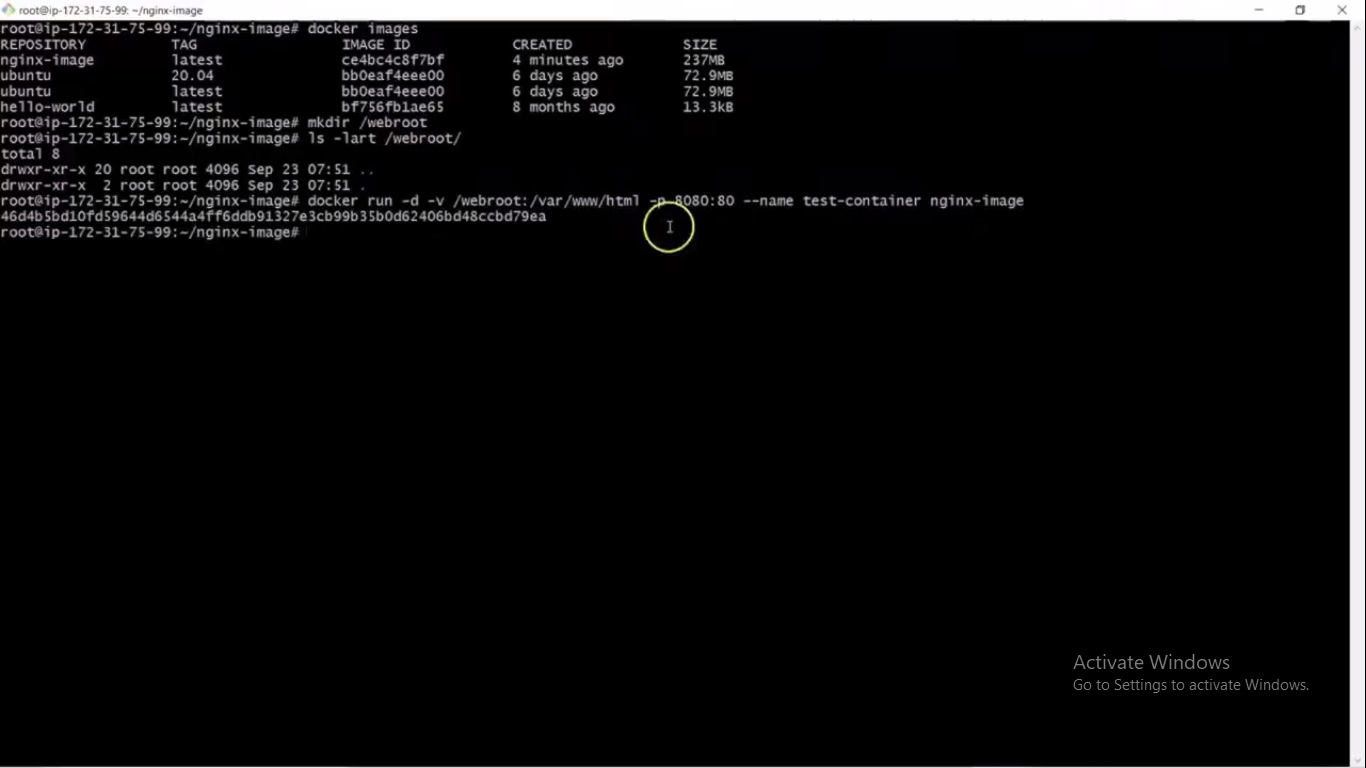 root@ip-172-31-75-99: ~/nginx-image
root@ip-172-31-75-99:~/nginx-image# docker images
REPOSITORY TAG IMAGE ID CREATED SIZE
nginx-image latest ce4bc4c8f7bf 4 minutes ago 237MB
ubuntu 20.04 bb0eaf4eee00 6 days ago 72.9MB
ubuntu latest bb0eaf4eee00 6 days ago 72.9MB
hello-world latest bf756fb1ae65 8 months ago 13.3kB
root@ip-172-31-75-99:~/nginx-image# mkdir /webroot
root@ip-172-31-75-99:~/nginx-image# ls -lart /webroot/
total 8
drwxr-xr-x 20 root root 4096 Sep 23 07:51 ..
drwxr-xr-x 2 root root 4096 Sep 23 07:51 .
root@ip-172-31-75-99:~/nginx-image# docker run -d -v /webroot:/var/www/html -p 8080:80 --name test-container nginx-image
46d4b5bd10fd59644d6544a4ff6ddb91327e3cb99b35b0d62406bd48ccbd79ea
root@ip-172-31-75-99:~/nginx-image#
Activate Windows
Go to Settings to activate Windows.